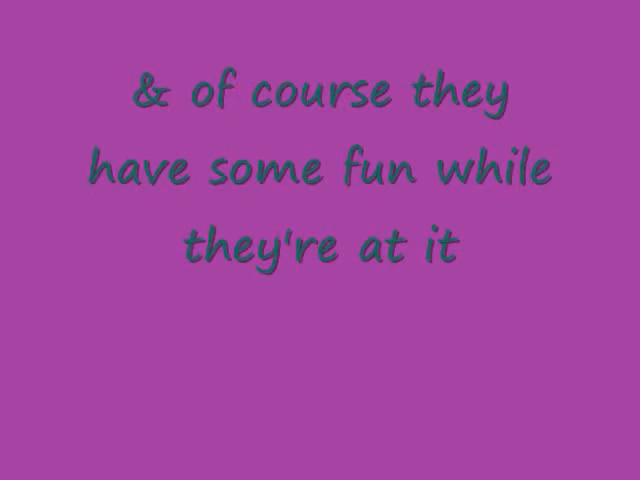 & of course they
have some fun while
they're at it